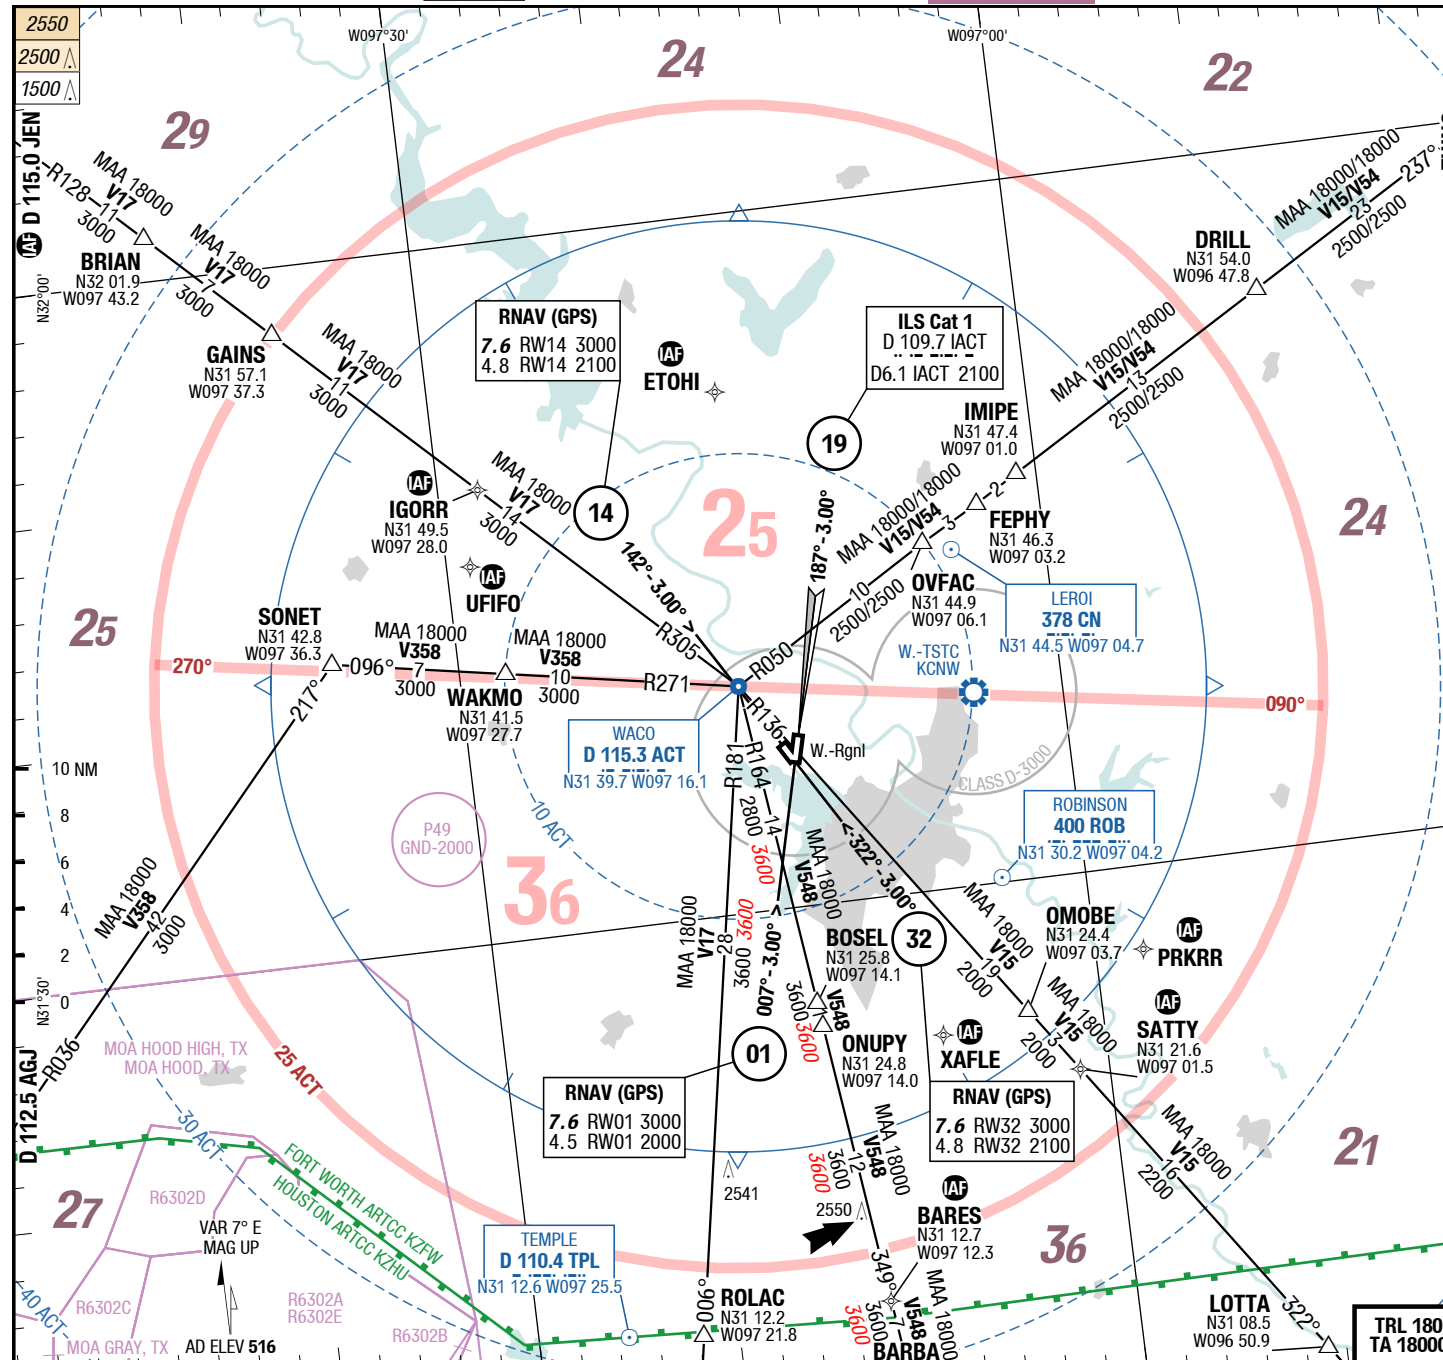 2550
2500
1500
W097°30'
W097°00'
24
22
29
D 115.0 JEN
IAF
R128
MAA 18000
V17
11
3000
BRIAN
N32 01.9
W097 43.2
N32°00'
MAA 18000
V17
7
3000
GAINS
N31 57.1
W097 37.3
MAA 18000
V17
11
3000
RNAV (GPS)
7.6 RW14 3000
4.8 RW14 2100
IAF
ETOHI
ILS Cat 1
D 109.7 IACT
D6.1 IACT 2100
19
14
MAA 18000/18000
V15/V54
23
2500/2500
237°
DRILL
N31 54.0
W096 47.8
MAA 18000/18000
V15/V54
13
2500/2500
IMIPE
N31 47.4
W097 01.0
2
FEPHY
N31 46.3
W097 03.2
3
MAA 18000/18000
V15/V54
10
2500/2500
OVFAC
N31 44.9
W097 06.1
24
25
IAF
IGORR
N31 49.5
W097 28.0
MAA 18000
V17
14
3000
IAF
UFIFO
142°-3.00° >
187°-3.00°
R305
R050
LEROI
378 CN
N31 44.5 W097 04.7
W.-TSTC
KCNW
25
SONET
N31 42.8
W097 36.3
270°
096°
217°
MAA 18000
V358
7
3000
MAA 18000
V358
10
3000
R271
WAKMO
N31 41.5
W097 27.7
090°
WACO
D 115.3 ACT
N31 39.7 W097 16.1
R136
R164
R181
W.-Rgnl
CLASS D-3000
10 NM
8
6
4
2
0
P49
GND-2000
10 ACT
36
ROBINSON
400 ROB
N31 30.2 W097 04.2
14
2800
3600
MAA 18000
V548
<-322°-3.00°
MAA 18000
V358
42
3000
MAA 18000
V17
28
3600
3600
007°-3.00° >
32
MAA 18000
V15
19
2000
OMOBE
N31 24.4
W097 03.7
IAF
PRKRR
BOSEL
N31 25.8
W097 14.1
V548
1
3600
3600
ONUPY
N31 24.8
W097 14.0
IAF
XAFLE
MAA 18000
V15
3
2000
IAF
SATTY
N31 21.6
W097 01.5
N31°30'
R036
D 112.5 AGJ
MOA HOOD HIGH, TX
MOA HOOD, TX
25 ACT
30 ACT
40 ACT
01
RNAV (GPS)
7.6 RW01 3000
4.5 RW01 2000
RNAV (GPS)
7.6 RW32 3000
4.8 RW32 2100
MAA 18000
V548
12
3600
3600
MAA 18000
V15
16
2200
21
27
36
R6302D
FORT WORTH ARTCC KZFW
HOUSTON ARTCC KZHU
VAR 7° E
MAG UP
2541
2550
IAF
BARES
N31 12.7
W097 12.3
TEMPLE
D 110.4 TPL
N31 12.6 W097 25.5
349°
MAA 18000
V548
7
3600
3600
BARBA
006°
ROLAC
N31 12.2
W097 21.8
LOTTA
N31 08.5
W096 50.9
322°
R6302C
R6302A
R6302E
R6302B
MOA GRAY, TX
AD ELEV 516
TRL 180
TA 18000